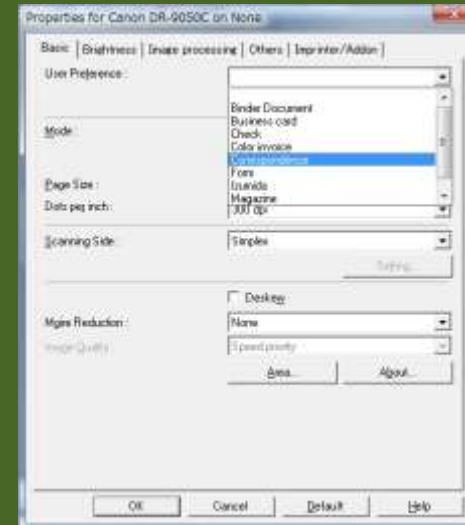 Properties for Canon DR-9050C on None
Basic Brightness Image processing Others Imprinter/Addon
User Preference :
Binder Document
Business card
Check
Color invoice
Correspondence
Mode :
Form
Magazine
Page Size :
Dots per inch : 300 dpi
Scanning Side : Simplex
Setting...
Deskew
Moire Reduction : None
Image Quality : Speed priority
Area... About...
OK Cancel Default Help